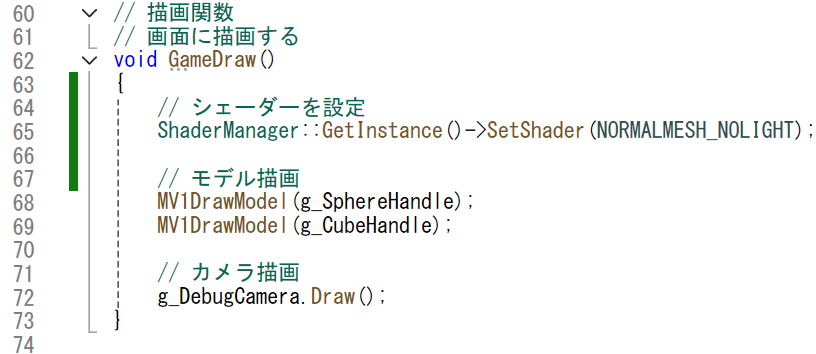 60 // 描画関数
61 // 画面に描画する
62 void GameDraw()
63 {
64 // シェーダーを設定
65 ShaderManager::GetInstance()->SetShader(NORMALMESH_NOLIGHT);
66
67 // モデル描画
68 MV1DrawModel(g_SphereHandle);
69 MV1DrawModel(g_CubeHandle);
70
71 // カメラ描画
72 g_DebugCamera.Draw();
73 }
74